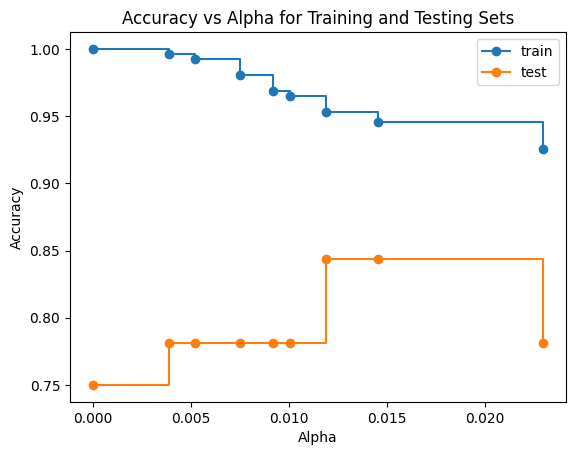 Accuracy vs Alpha for Training and Testing Sets
train
test
Accuracy
1.00
0.95
0.90
0.85
0.80
0.75
0.000
0.005
0.010
0.015
0.020
Alpha